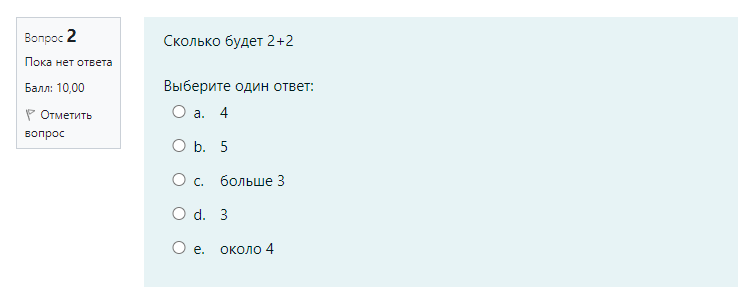 Вопрос 2
Пока нет ответа
Балл: 10,00
Отметить
вопрос
Сколько будет 2+2
Выберите один ответ:
a. 4
b. 5
c. больше 3
d. 3
e. около 4